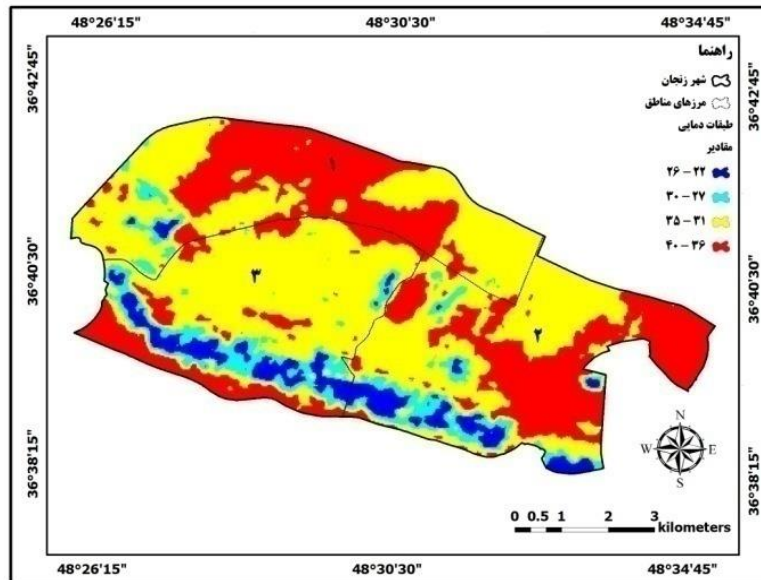 48°26'15" 48°30'30" 48°34'45"
36°42'45" 36°42'45"
راهنما
شهر زنجان
مرزهای مناطق
طبقات دمایی
مقادیر
۲۲ - ۲۶
۲۷ - ۳۰
۳۱ - ۳۵
۳۶ - ۴۰
۱
36°40'30" 36°40'30"
۳
۲
N
W E
S
36°38'15" 36°38'15"
0 0.5 1 2 3
kilometers
48°26'15" 48°30'30" 48°34'45"